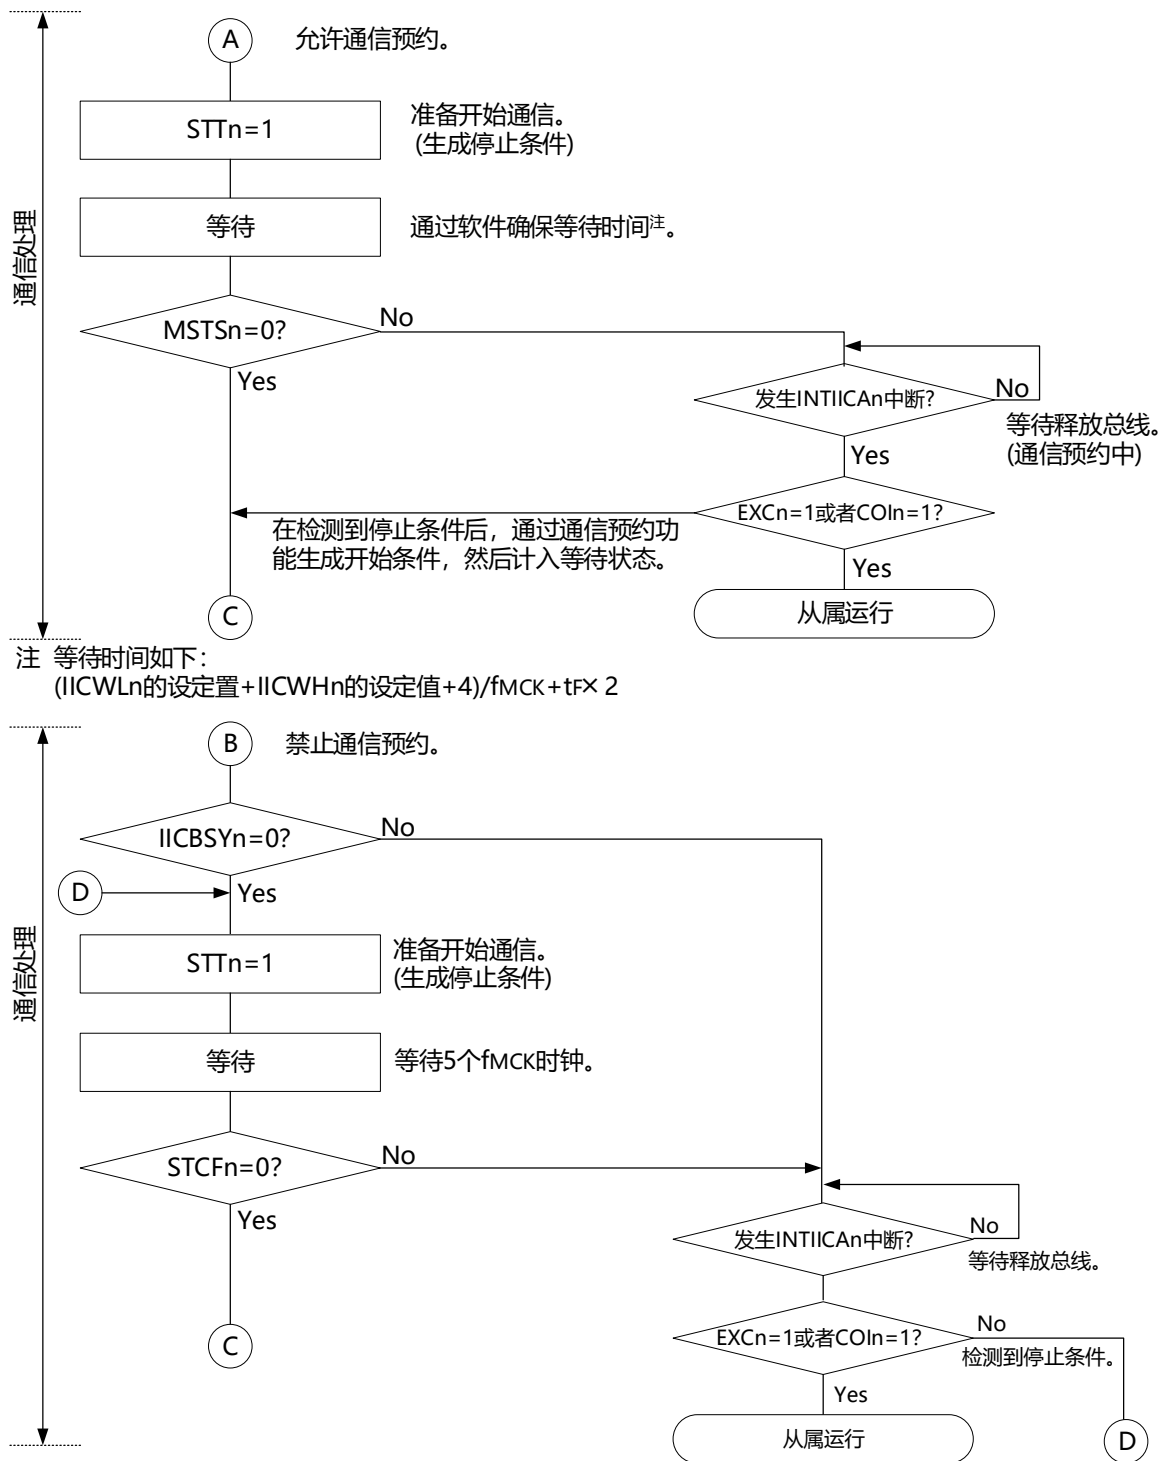 A 允许通信预约。
STTn=1
准备开始通信。
(生成停止条件)
等待
通过软件确保等待时间注。
通信处理
MSTSn=0?
No
Yes
发生INTIICAn中断?
No
等待释放总线。
(通信预约中)
Yes
EXCn=1或者COIn=1?
在检测到停止条件后，通过通信预约功
能生成开始条件，然后计入等待状态。
Yes
C
从属运行
注 等待时间如下：
(IICWLn的设定置+IICWHn的设定值+4)/fMCK+tF×2
B 禁止通信预约。
IICBSYn=0?
No
D
Yes
STTn=1
准备开始通信。
(生成停止条件)
通信处理
等待
等待5个fMCK时钟。
STCFn=0?
No
Yes
发生INTIICAn中断?
No
等待释放总线。
C
EXCn=1或者COIn=1?
No
检测到停止条件。
Yes
从属运行
D